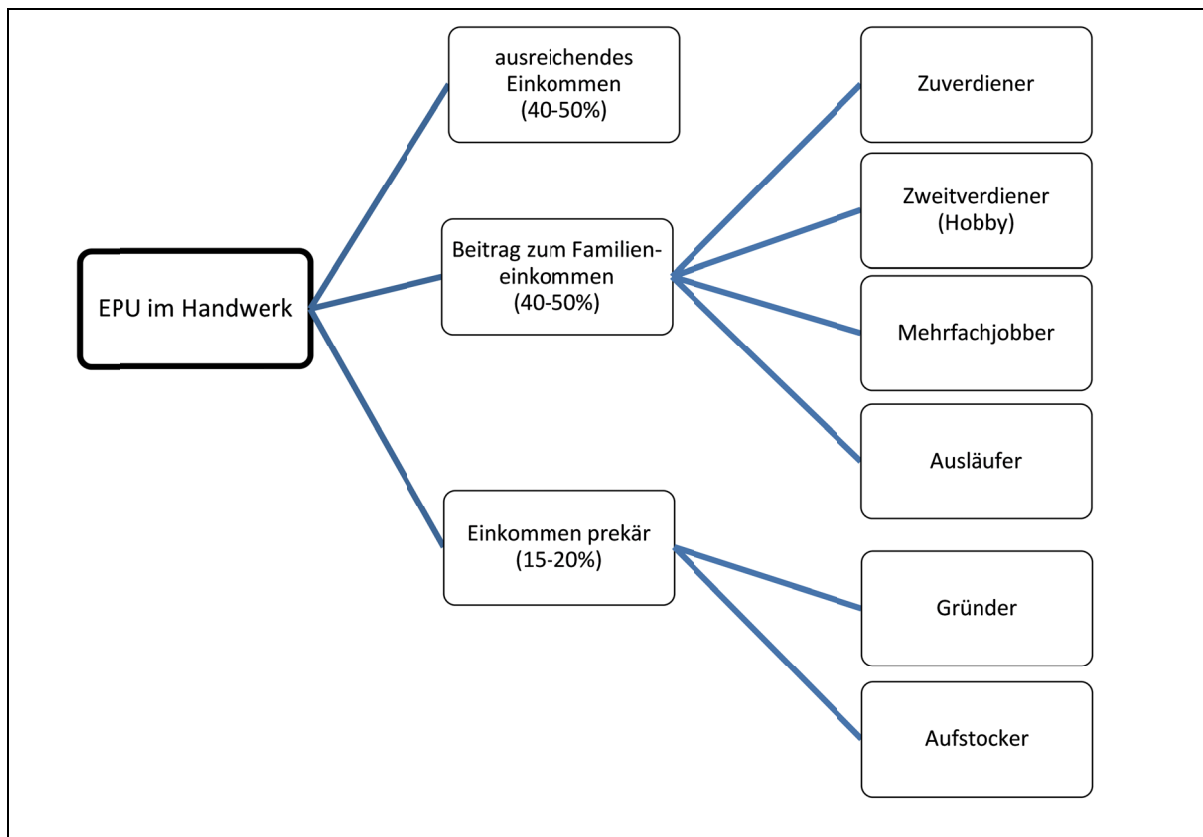 EPU im Handwerk
ausreichendes
Einkommen
(40-50%)
Beitrag zum Familien-
einkommen
(40-50%)
Einkommen prekär
(15-20%)
Zuverdiener
Zweitverdiener
(Hobby)
Mehrfachjobber
Ausläufer
Gründer
Aufstocker